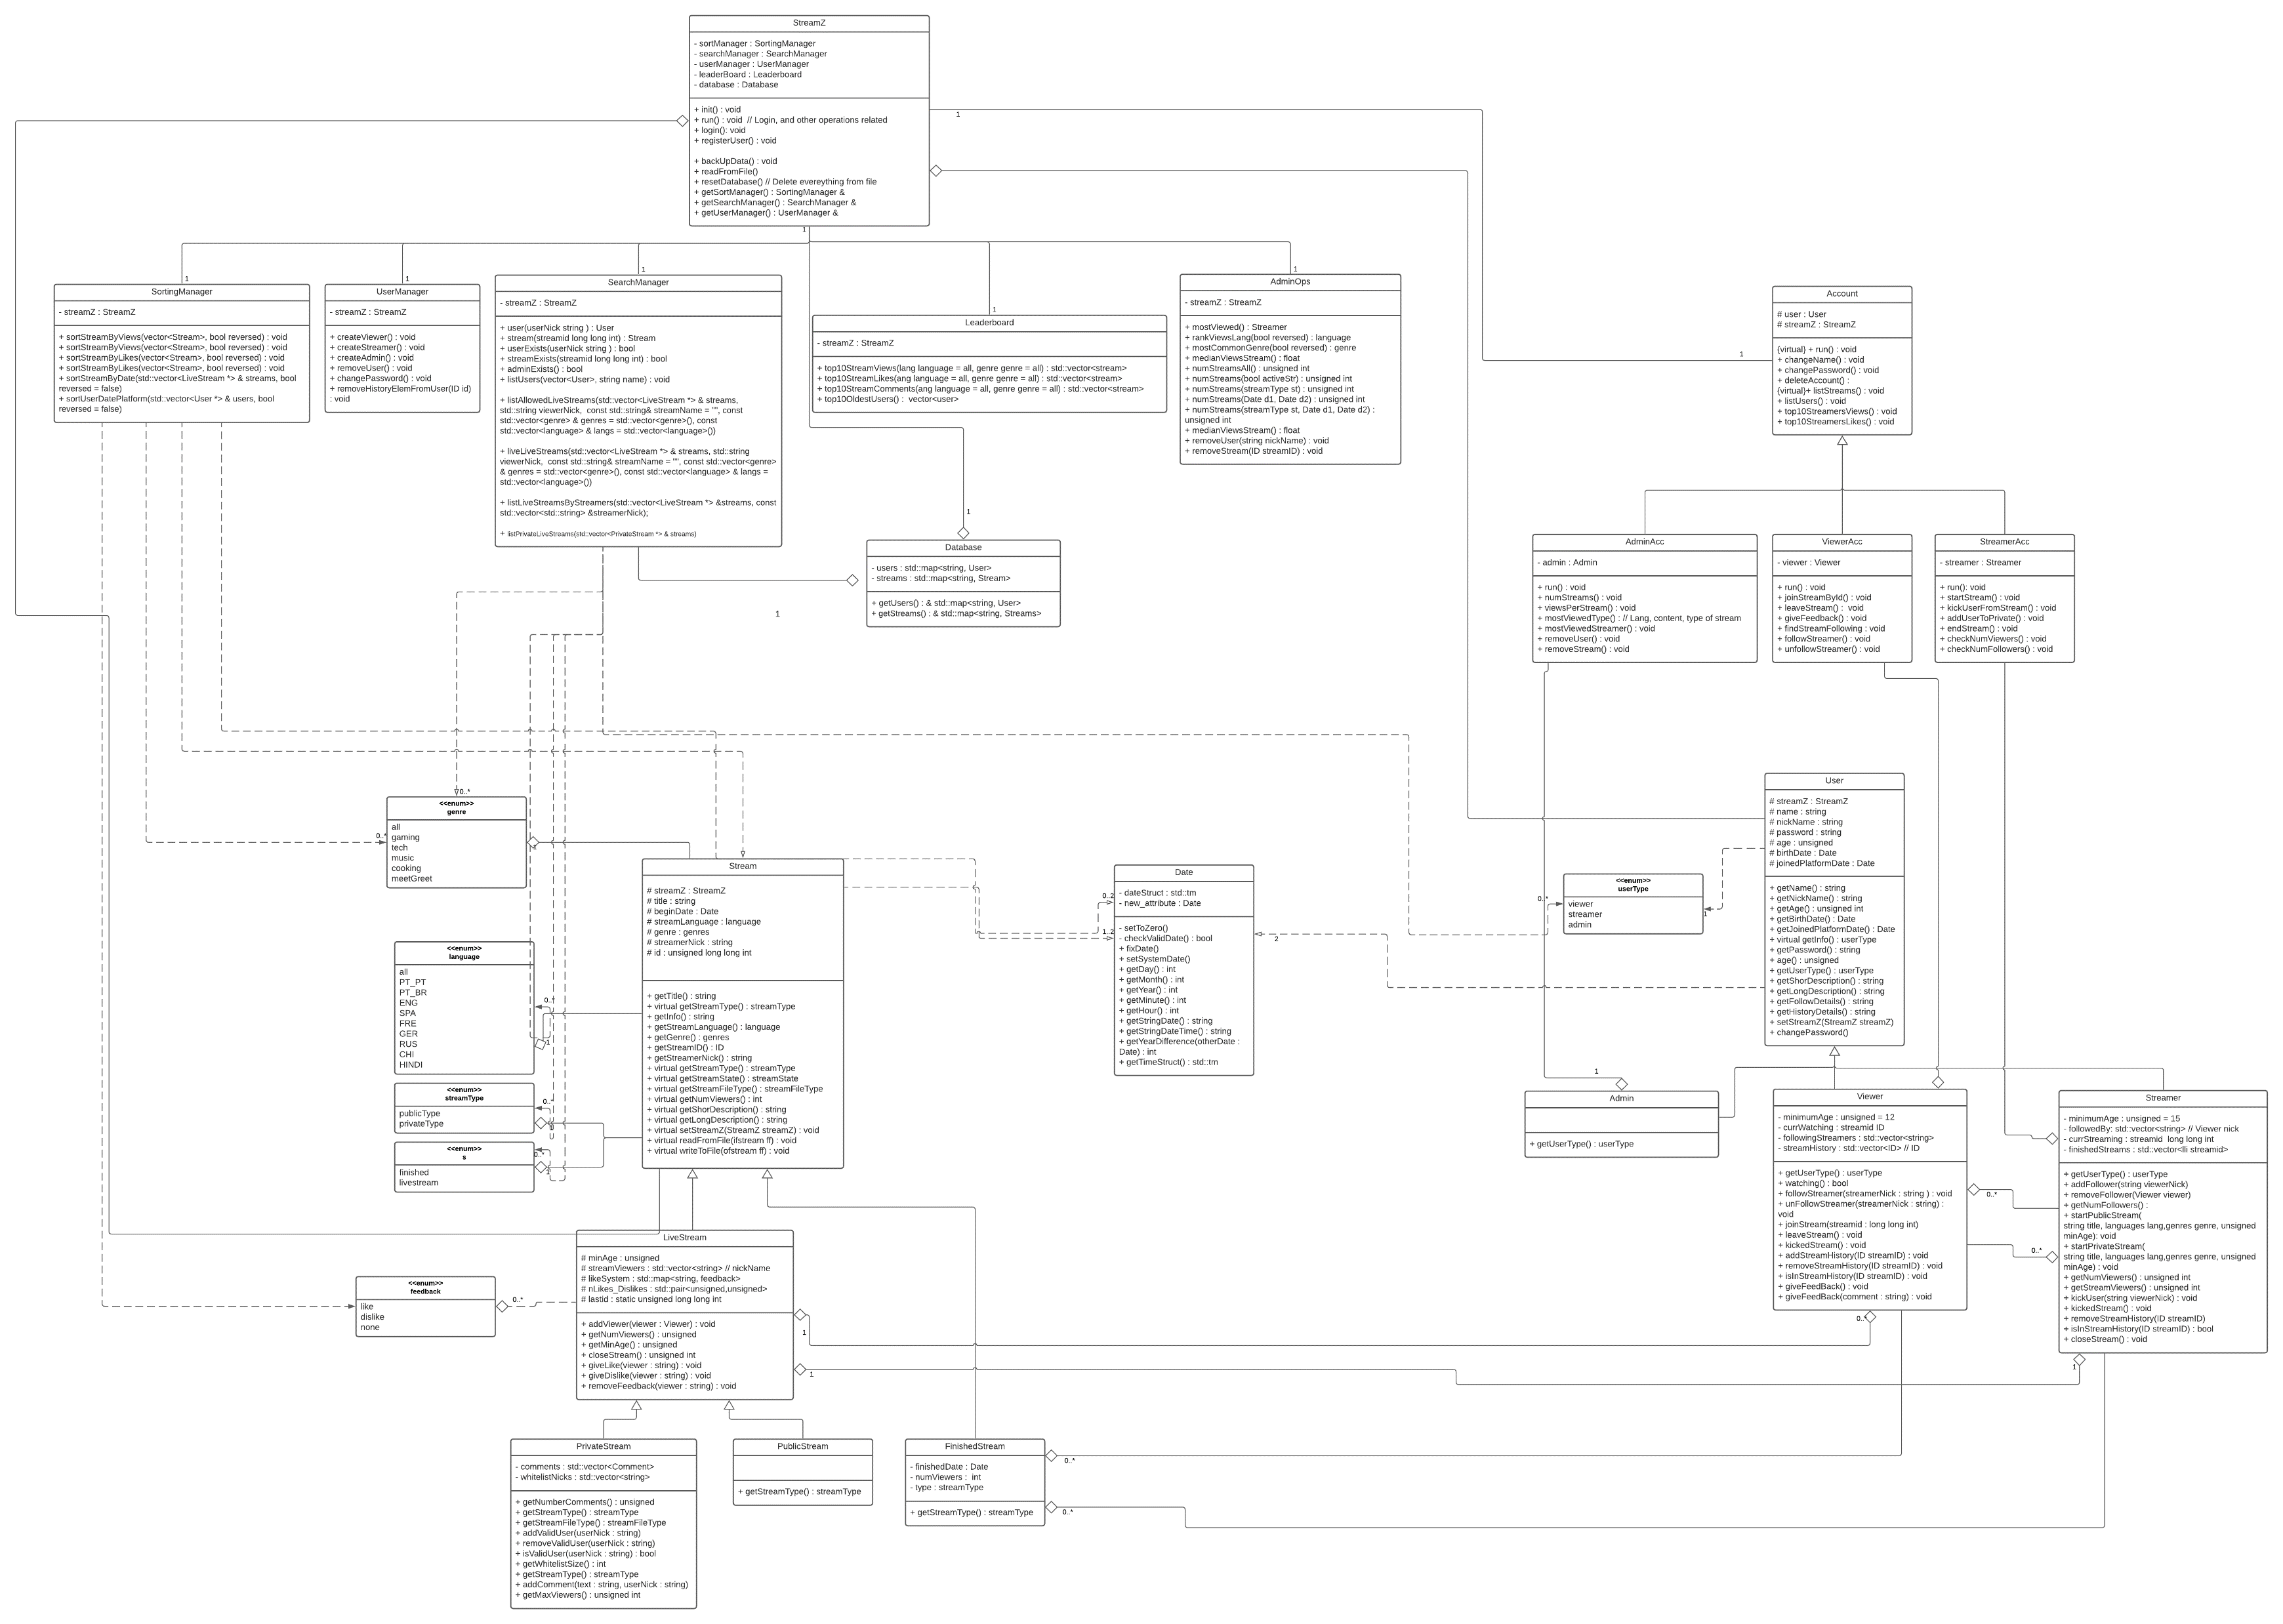 StreamZ
- sortManager : SortingManager
- searchManager : SearchManager
- userManager : UserManager
- leaderBoard : Leaderboard
- database : Database
+ init() : void
+ run() : void // Login, and other operations related
+ login(): void
+ registerUser() : void
+ backUpData() : void
+ readFromFile()
+ resetDatabase() // Delete evereything from file
+ getSortManager() : SortingManager &
+ getSearchManager() : SearchManager &
+ getUserManager() : UserManager &
1
1
1
1
1
1
1
1
SortingManager
- streamZ : StreamZ
+ sortStreamByViews(vector<Stream>, bool reversed) : void
+ sortStreamByViews(vector<Stream>, bool reversed) : void
+ sortStreamByLikes(vector<Stream>, bool reversed) : void
+ sortStreamByLikes(vector<Stream>, bool reversed) : void
+ sortStreamByDate(std::vector<LiveStream *> & streams, bool
reversed = false)
+ sortUserDatePlatform(std::vector<User *> & users, bool
reversed = false)
UserManager
- streamZ : StreamZ
+ createViewer() : void
+ createStreamer() : void
+ createAdmin() : void
+ removeUser() : void
+ changePassword() : void
+ removeHistoryElemFromUser(ID id)
: void
SearchManager
- streamZ : StreamZ
+ user(userNick string ) : User
+ stream(streamid long long int) : Stream
+ userExists(userNick string ) : bool
+ streamExists(streamid long long int) : bool
+ adminExists() : bool
+ listUsers(vector<User>, string name) : void
+ listAllowedLiveStreams(std::vector<LiveStream *> & streams,
std::string viewerNick, const std::string& streamName = "", const
std::vector<genre> & genres = std::vector<genre>(), const
std::vector<language> & langs = std::vector<language>())
+ liveLiveStreams(std::vector<LiveStream *> & streams, std::string
viewerNick, const std::string& streamName = "", const std::vector<genre>
& genres = std::vector<genre>(), const std::vector<language> & langs =
std::vector<language>())
+ listLiveStreamsByStreamers(std::vector<LiveStream *> &streams, const
std::vector<std::string> &streamerNick);
+ listPrivateLiveStreams(std::vector<PrivateStream *> & streams)
Leaderboard
- streamZ : StreamZ
+ top10StreamViews(lang language = all, genre genre = all) : std::vector<stream>
+ top10StreamLikes(ang language = all, genre genre = all) : std::vector<stream>
+ top10StreamComments(ang language = all, genre genre = all) : std::vector<stream>
+ top10OldestUsers() : vector<user>
AdminOps
- streamZ : StreamZ
+ mostViewed() : Streamer
+ rankViewsLang(bool reversed) : language
+ mostCommonGenre(bool reversed) : genre
+ medianViewsStream() : float
+ numStreamsAll() : unsigned int
+ numStreams(bool activeStr) : unsigned int
+ numStreams(streamType st) : unsigned int
+ numStreams(Date d1, Date d2) : unsigned int
+ numStreams(streamType st, Date d1, Date d2) :
unsigned int
+ medianViewsStream() : float
+ removeUser(string nickName) : void
+ removeStream(ID streamID) : void
Account
# user : User
# streamZ : StreamZ
{virtual} + run() : void
+ changeName() : void
+ changePassword() : void
+ deleteAccount() :
{virtual}+ listStreams() : void
+ listUsers() : void
+ top10StreamersViews() : void
+ top10StreamersLikes() : void
1
1
Database
- users : std::map<string, User>
- streams : std::map<string, Stream>
+ getUsers() : & std::map<string, User>
+ getStreams() : & std::map<string, Streams>
AdminAcc
- admin : Admin
+ run() : void
+ numStreams() : void
+ viewsPerStream() : void
+ mostViewedType() : // Lang, content, type of stream
+ mostViewedStreamer() : void
+ removeUser() : void
+ removeStream() : void
ViewerAcc
- viewer : Viewer
+ run() : void
+ joinStreamById() : void
+ leaveStream() : void
+ giveFeedback() : void
+ findStreamFollowing : void
+ followStreamer() : void
+ unfollowStreamer() : void
StreamerAcc
- streamer : Streamer
+ run(): void
+ startStream() : void
+ kickUserFromStream() : void
+ addUserToPrivate() : void
+ endStream() : void
+ checkNumViewers() : void
+ checkNumFollowers() : void
0..*
0..*
<<enum>>
genre
all
gaming
tech
music
cooking
meetGreet
1
<<enum>>
language
all
PT_PT
PT_BR
ENG
SPA
FRE
GER
RUS
CHI
HINDI
0..*
1
<<enum>>
streamType
publicType
privateType
0..*
1
<<enum>>
s
finished
livestream
0..*
1
Stream
# streamZ : StreamZ
# title : string
# beginDate : Date
# streamLanguage : language
# genre : genres
# streamerNick : string
# id : unsigned long long int
+ getTitle() : string
+ virtual getStreamType() : streamType
+ getInfo() : string
+ getStreamLanguage() : language
+ getGenre() : genres
+ getStreamID() : ID
+ getStreamerNick() : string
+ virtual getStreamType() : streamType
+ virtual getStreamState() : streamState
+ virtual getStreamFileType() : streamFileType
+ virtual getNumViewers() : int
+ virtual getShorDescription() : string
+ virtual getLongDescription() : string
+ virtual setStreamZ(StreamZ streamZ) : void
+ virtual readFromFile(ifstream ff) : void
+ virtual writeToFile(ofstream ff) : void
Date
- dateStruct : std::tm
- new_attribute : Date
- setToZero()
- checkValidDate() : bool
+ fixDate()
+ setSystemDate()
+ getDay() : int
+ getMonth() : int
+ getYear() : int
+ getMinute() : int
+ getHour() : int
+ getStringDate() : string
+ getStringDateTime() : string
+ getYearDifference(otherDate :
Date) : int
+ getTimeStruct() : std::tm
0..2
1..2
2
<<enum>>
userType
viewer
streamer
admin
0..*
1
User
# streamZ : StreamZ
# name : string
# nickName : string
# password : string
# age : unsigned
# birthDate : Date
# joinedPlatformDate : Date
+ getName() : string
+ getNickName() : string
+ getAge() : unsigned int
+ getBirthDate() : Date
+ getJoinedPlatformDate() : Date
+ virtual getInfo() : userType
+ getPassword() : string
+ age() : unsigned
+ getUserType() : userType
+ getShorDescription() : string
+ getLongDescription() : string
+ getFollowDetails() : string
+ getHistoryDetails() : string
+ setStreamZ(StreamZ streamZ)
+ changePassword()
1
Admin
+ getUserType() : userType
Viewer
- minimumAge : unsigned = 12
- currWatching : streamid ID
- followingStreamers : std::vector<string>
- streamHistory : std::vector<ID> // ID
+ getUserType() : userType
+ watching() : bool
+ followStreamer(streamerNick : string ) : void
+ unFollowStreamer(streamerNick : string) :
void
+ joinStream(streamid : long long int)
+ leaveStream() : void
+ kickedStream() : void
+ addStreamHistory(ID streamID) : void
+ removeStreamHistory(ID streamID) : void
+ isInStreamHistory(ID streamID) : void
+ giveFeedBack() : void
+ giveFeedBack(comment : string) : void
0..*
0..*
0..*
Streamer
- minimumAge : unsigned = 15
- followedBy: std::vector<string> // Viewer nick
- currStreaming : streamid long long int
- finishedStreams : std::vector<lli streamid>
+ getUserType() : userType
+ addFollower(string viewerNick)
+ removeFollower(Viewer viewer)
+ getNumFollowers() :
+ startPublicStream(
string title, languages lang,genres genre, unsigned
minAge): void
+ startPrivateStream(
string title, languages lang,genres genre, unsigned
minAge) : void
+ getNumViewers() : unsigned int
+ getStreamViewers() : unsigned int
+ kickUser(string viewerNick) : void
+ kickedStream() : void
+ removeStreamHistory(ID streamID)
+ isInStreamHistory(ID streamID) : bool
+ closeStream() : void
1
LiveStream
# minAge : unsigned
# streamViewers : std::vector<string> // nickName
# likeSystem : std::map<string, feedback>
# nLikes_Dislikes : std::pair<unsigned,unsigned>
# lastid : static unsigned long long int
+ addViewer(viewer : Viewer) : void
+ getNumViewers() : unsigned
+ getMinAge() : unsigned
+ closeStream() : unsigned int
+ giveLike(viewer : string) : void
+ giveDislike(viewer : string) : void
+ removeFeedback(viewer : string) : void
1
1
<<enum>>
feedback
like
dislike
none
0..*
PrivateStream
- comments : std::vector<Comment>
- whitelistNicks : std::vector<string>
+ getNumberComments() : unsigned
+ getStreamType() : streamType
+ getStreamFileType() : streamFileType
+ addValidUser(userNick : string)
+ removeValidUser(userNick : string)
+ isValidUser(userNick : string) : bool
+ getWhitelistSize() : int
+ getStreamType() : streamType
+ addComment(text : string, userNick : string)
+ getMaxViewers() : unsigned int
PublicStream
+ getStreamType() : streamType
FinishedStream
- finishedDate : Date
- numViewers : int
- type : streamType
+ getStreamType() : streamType
0..*
0..*